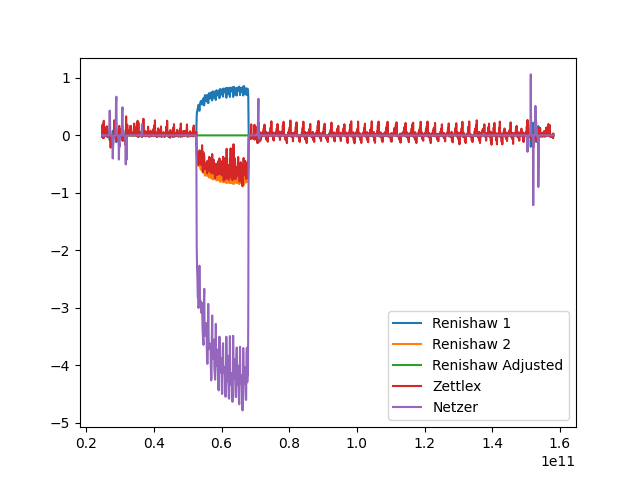 1
0
−1
−2
−3
−4
−5
0.2
0.4
0.6
0.8
1.0
1.2
1.4
1.6
1e11
Renishaw 1
Renishaw 2
Renishaw Adjusted
Zettlex
Netzer